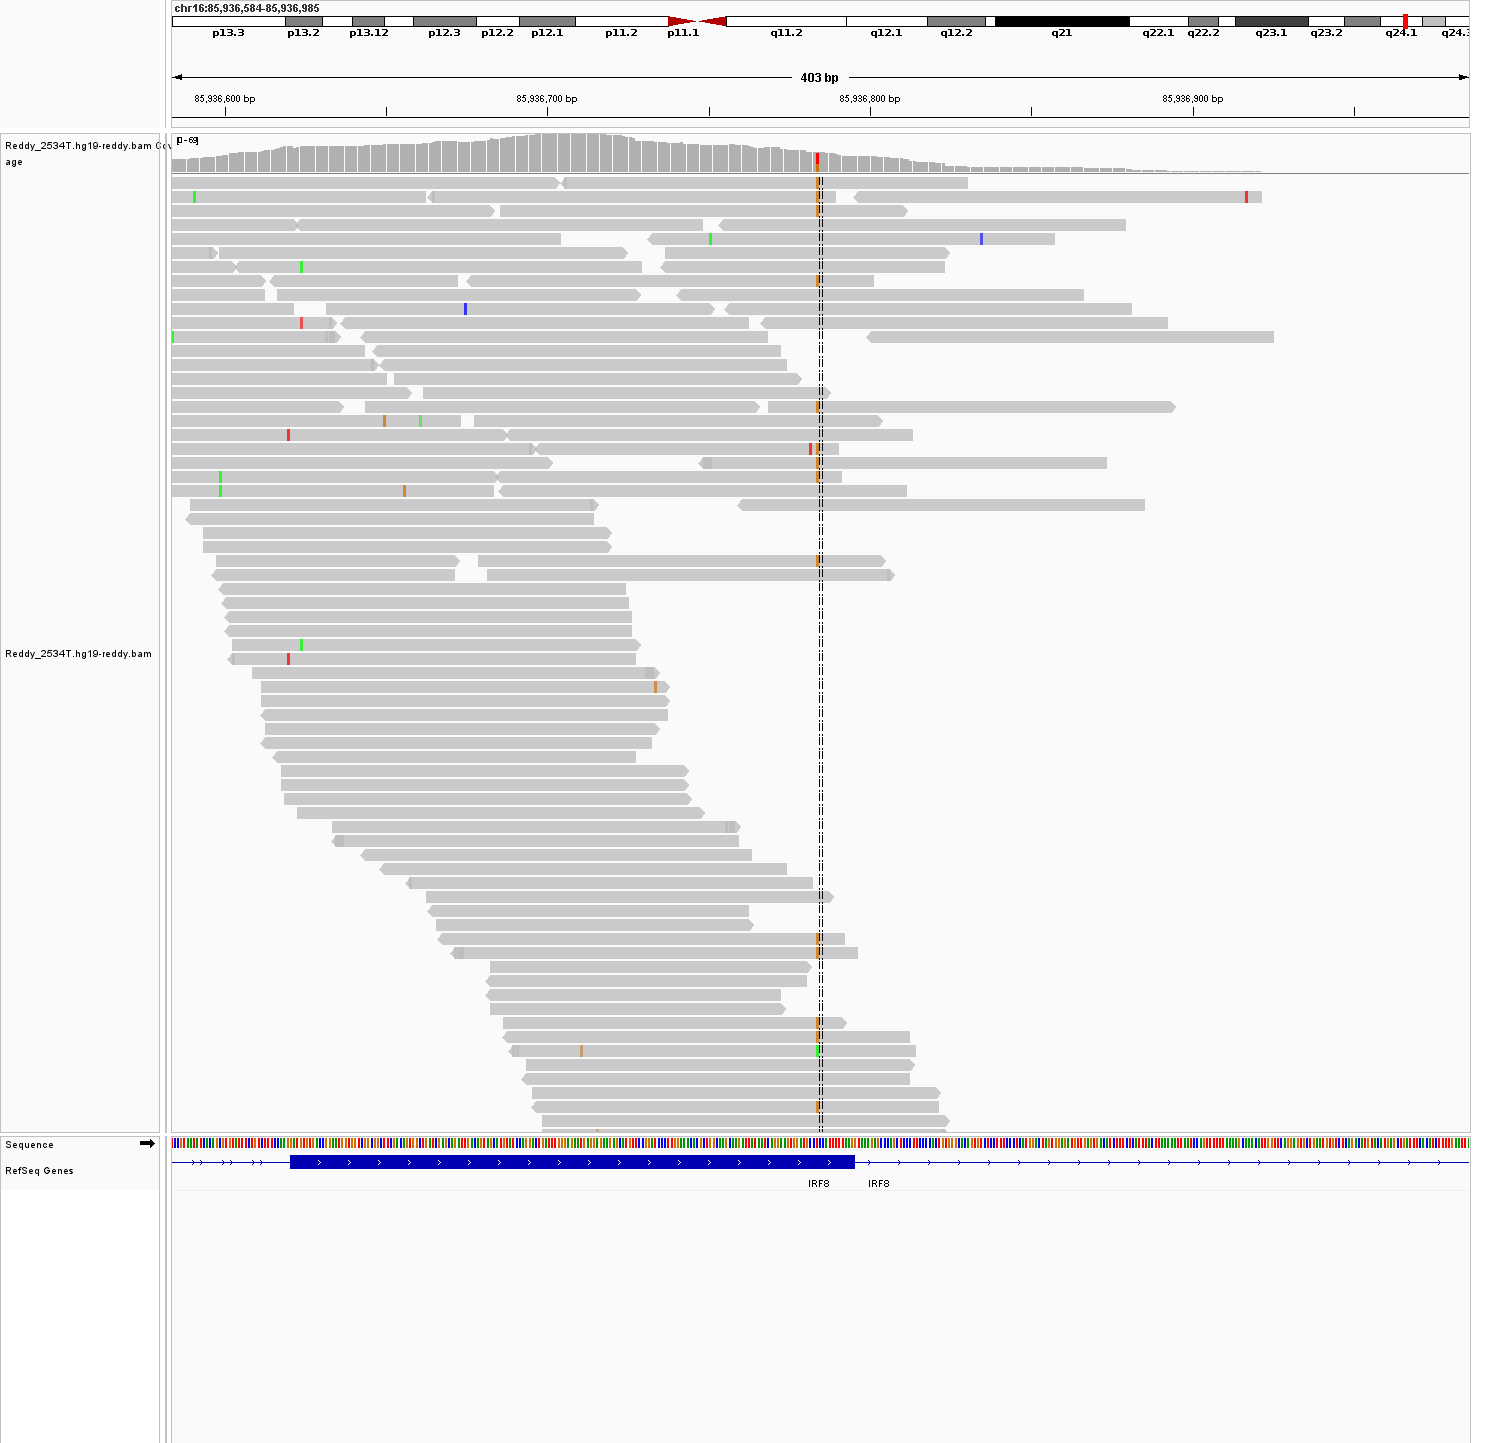 chr16:85,936,584-85,936,985
p13.3 p13.2 p13.12 p12.3 p12.2 p12.1 p11.2 p11.1 q11.2 q12.1 q12.2 q21 q22.1 q22.2 q23.1 q23.2 q24.1 q24.3
403 bp
85,936,600 bp 85,936,700 bp 85,936,800 bp 85,936,900 bp
Reddy_2534T.hg19-reddy.bam Cov
age
[0 - 69]
Reddy_2534T.hg19-reddy.bam
Sequence
RefSeq Genes
IRF8 IRF8